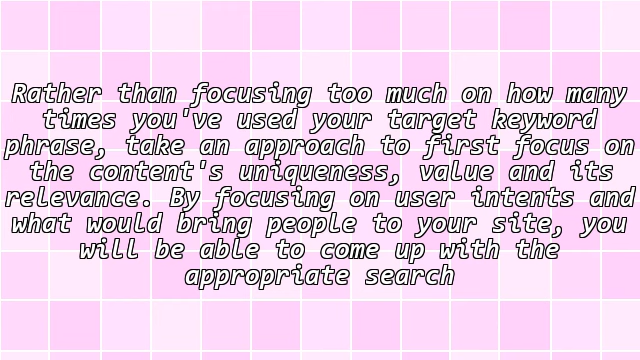 Rather than focusing too much on how many
times you've used your target keyword
phrase, take an approach to first focus on
the content's uniqueness, value and its
relevance. By focusing on user intents and
what would bring people to your site, you
will be able to come up with the
appropriate search